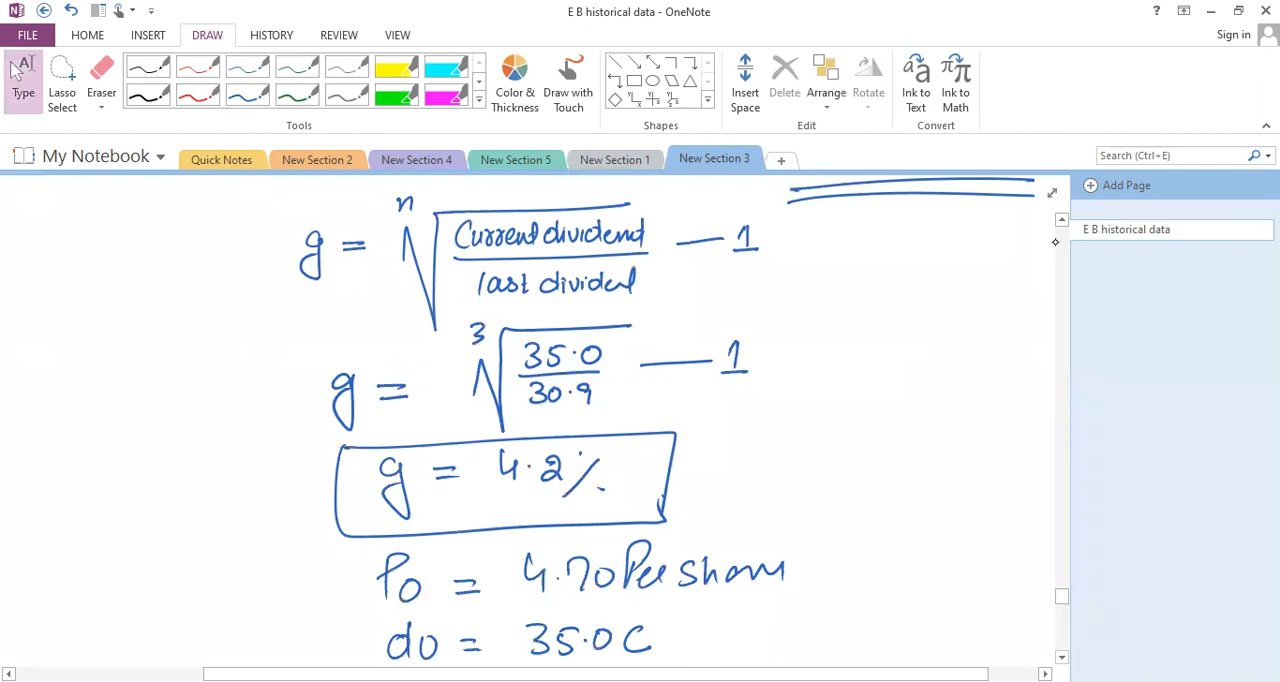 E B historical data - OneNote
FILE HOME INSERT DRAW HISTORY REVIEW VIEW
Sign in
Type
Lasso Select
Eraser
Color & Thickness
Draw with Touch
Insert Space
Delete
Arrange
Rotate
Ink to Text
Ink to Math
Tools Shapes Edit Convert
My Notebook Quick Notes New Section 2 New Section 4 New Section 5 New Section 1 New Section 3
Search (Ctrl+E)
Add Page
E B historical data
g = n√(Current dividend / last dividend) — 1
g = 3√(35.0 / 30.9) — 1
g = 4.2%
P0 = 4.70 Per share
d0 = 35.0 C